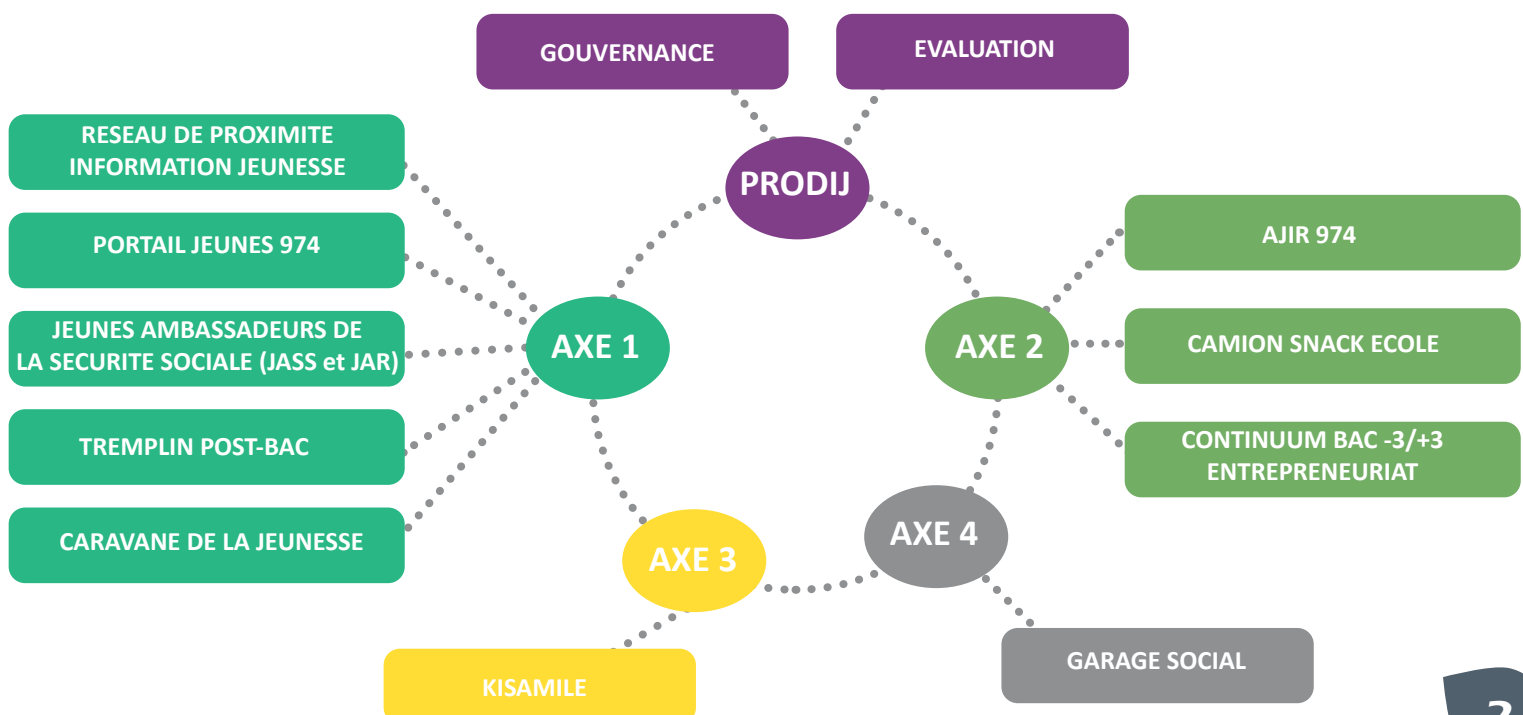 GOUVERNANCE
EVALUATION
RESEAU DE PROXIMITE
INFORMATION JEUNESSE
PRODIJ
PORTAIL JEUNES 974
AJIR 974
JEUNES AMBASSADEURS DE
LA SECURITE SOCIALE (JASS et JAR)
AXE 1
AXE 2
CAMION SNACK ECOLE
TREMPLIN POST-BAC
CONTINUUM BAC -3/+3
ENTREPRENEURIAT
CARAVANE DE LA JEUNESSE
AXE 3
AXE 4
KISAMILE
GARAGE SOCIAL